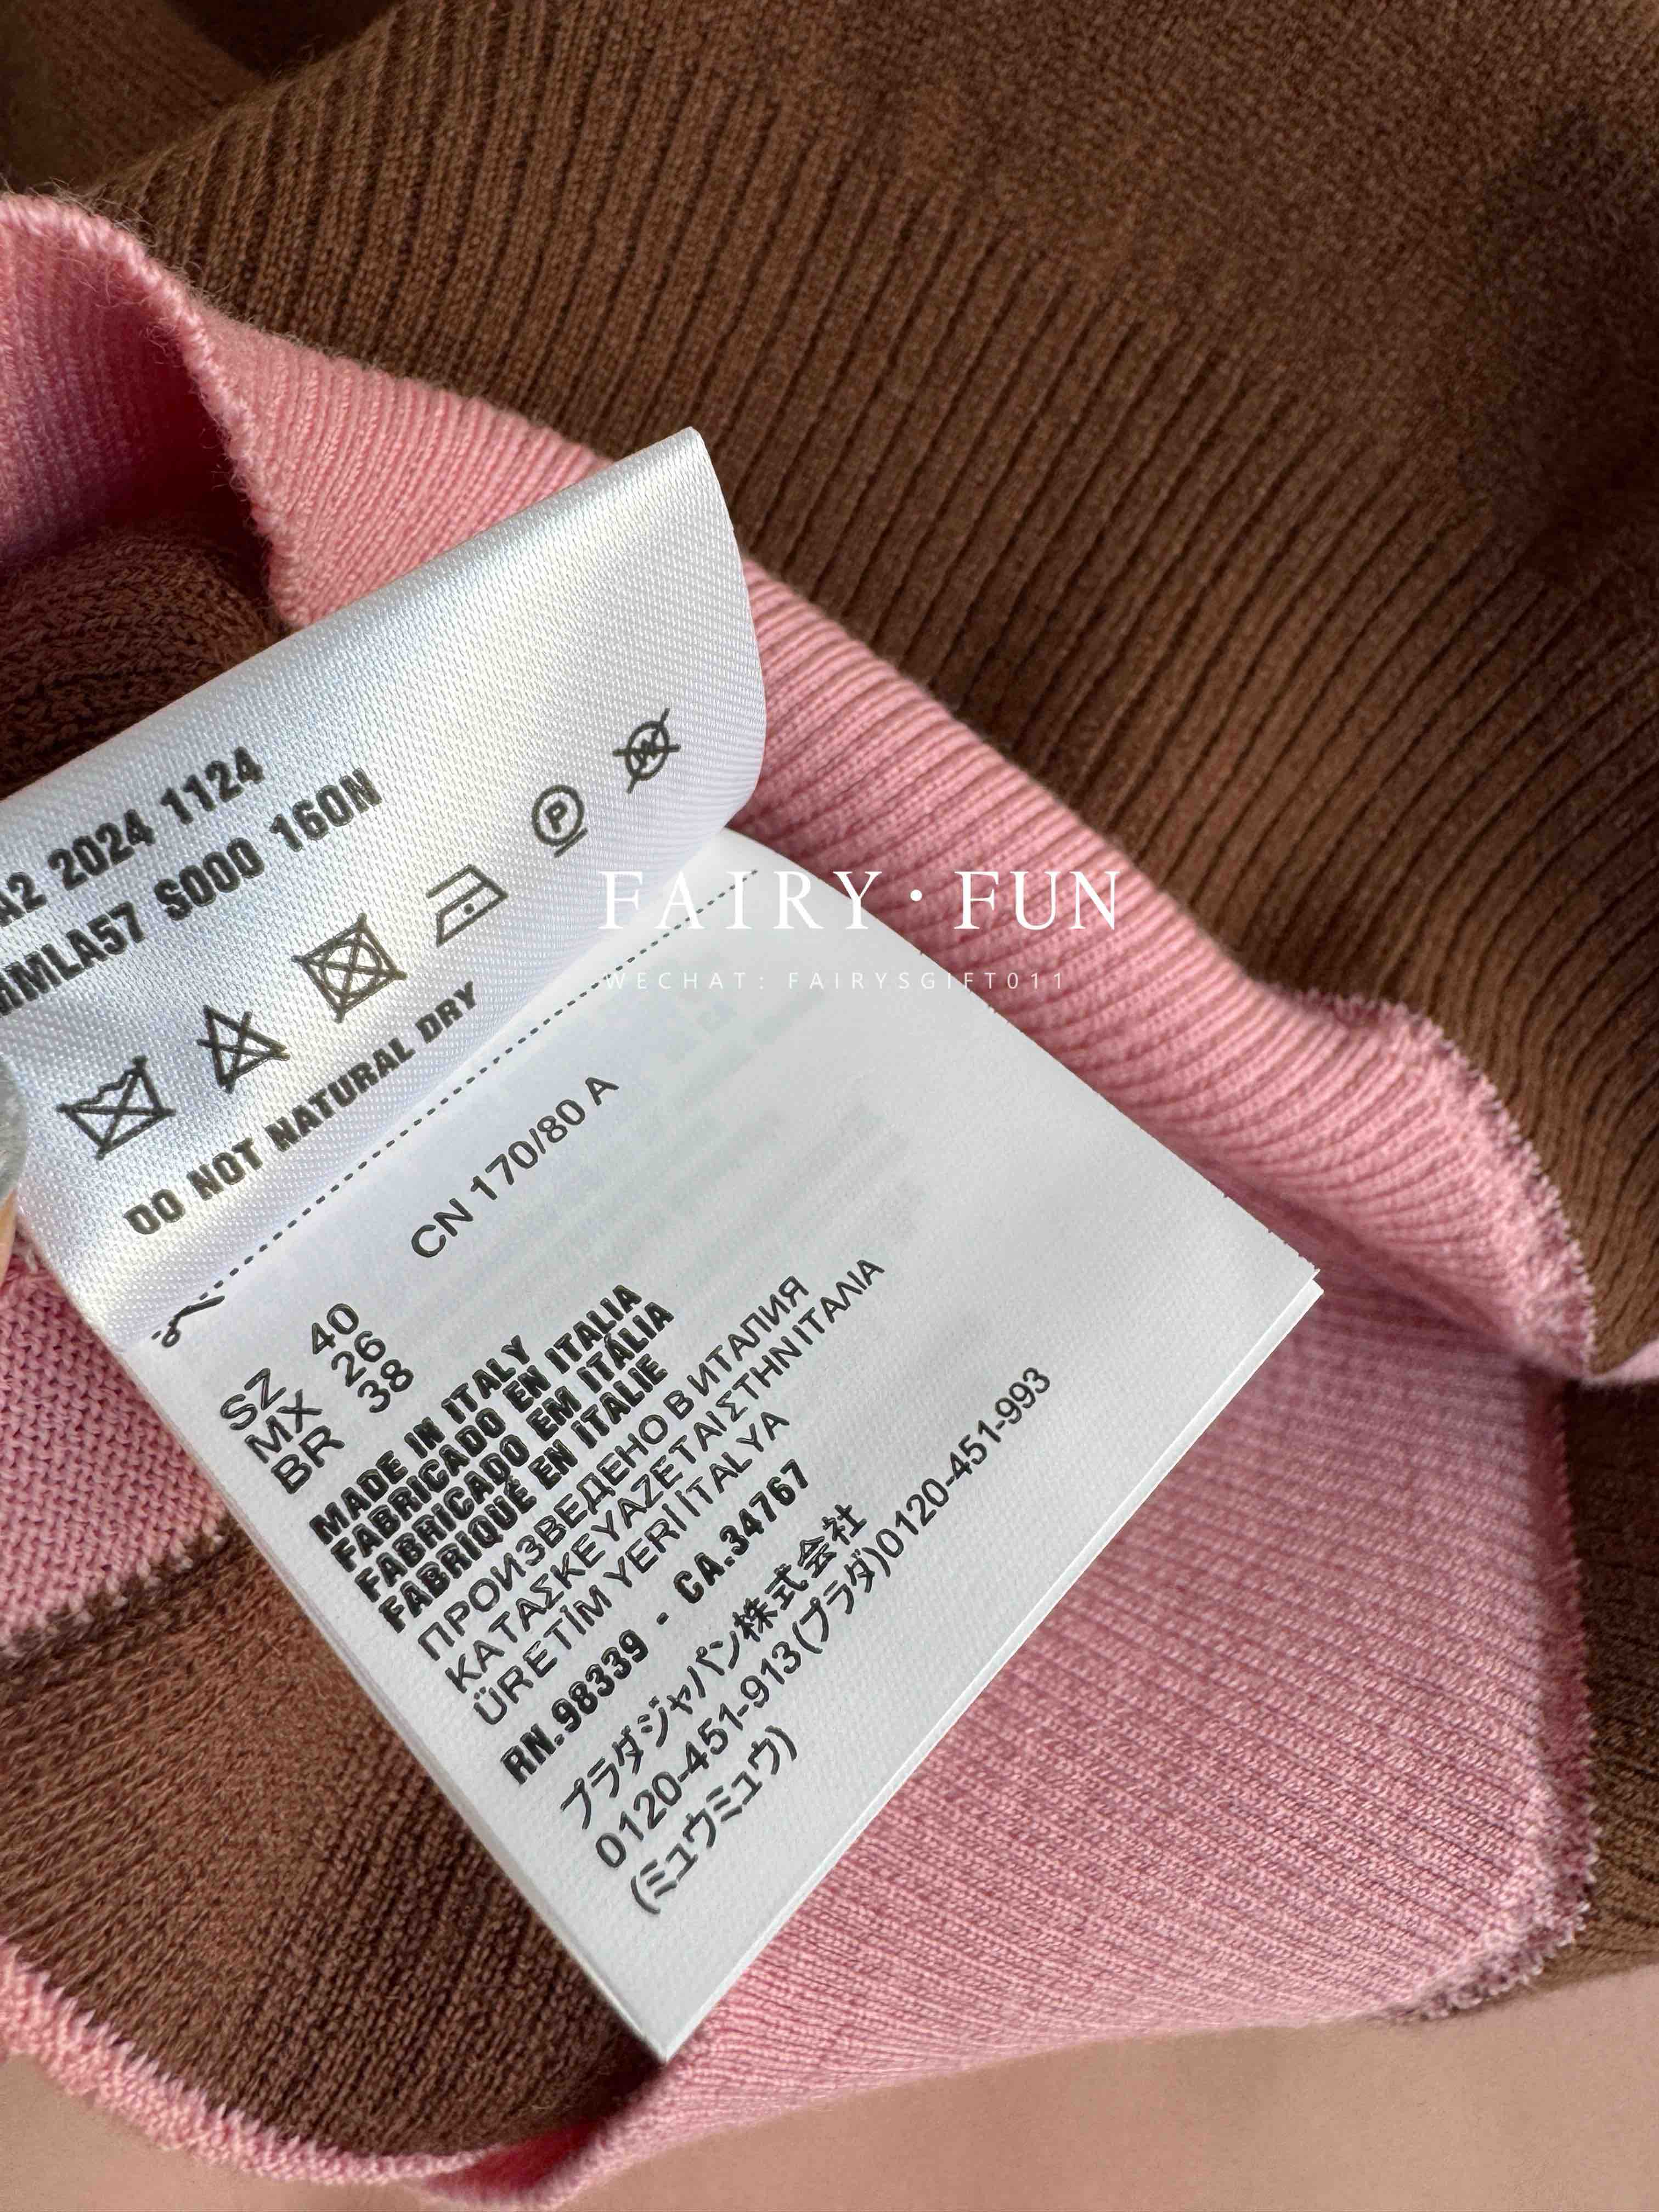 A2 2024 1124
MMLA57 S000 160N
P
W
DO NOT NATURAL DRY
FAIRY·FUN
WECHAT: FAIRYSGIFT011
CN 170/80 A
SZ 40
MX 26
BR 38
MADE IN ITALY
FABRICADO EN ITALIA
FABRICADO EM ITÁLIA
FABRIQUÉ EN ITALIE
ПРОИЗВЕДЕНО В ИТАПИЯ
ΚΑΤΑΣΚΕΥΑΖΕΤΑΙ ΣΤΗΝ ΙΤΑΛΙΑ
ÜRETİM YERİ İTALYA
RN.98339 - CA.34767
プラダジャパン株式会社
0120-451-913(プラダ)0120-451-993
(ミュウミュウ)